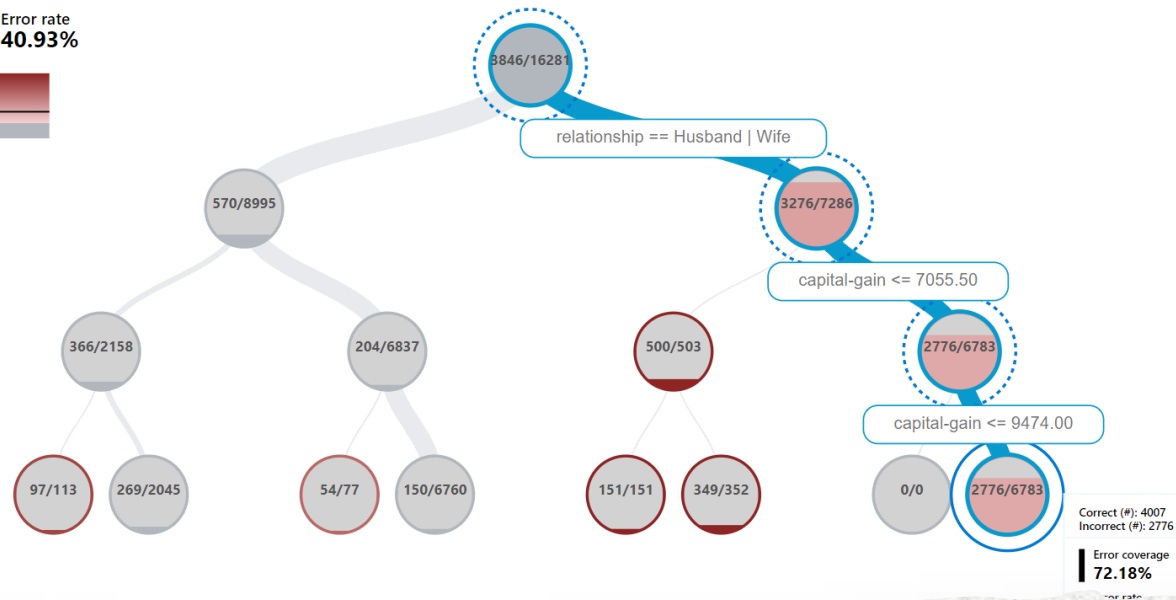 Error rate
40.93%
3846/16281
relationship == Husband | Wife
570/8995
3276/7286
capital-gain <= 7055.50
366/2158
204/6837
500/503
2776/6783
capital-gain <= 9474.00
97/113
269/2045
54/77
150/6760
151/151
349/352
0/0
2776/6783
Correct (#): 4007
Incorrect (#): 2776
Error coverage
72.18%